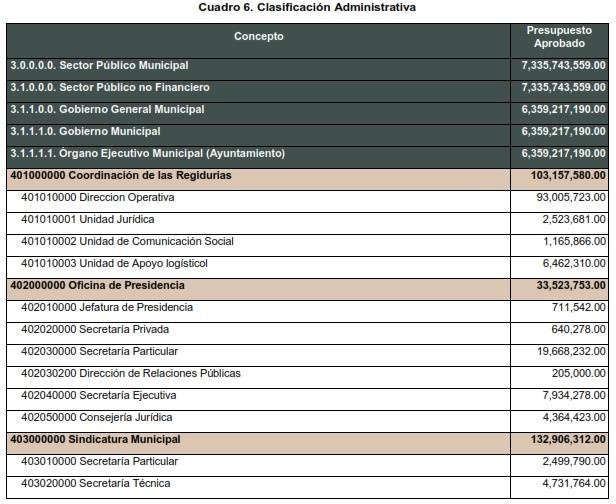 Cuadro 6. Clasificación Administrativa
Concepto Presupuesto Aprobado
3.0.0.0.0. Sector Público Municipal 7,335,743,559.00
3.1.0.0.0. Sector Público no Financiero 7,335,743,559.00
3.1.1.0.0. Gobierno General Municipal 6,359,217,190.00
3.1.1.1.0. Gobierno Municipal 6,359,217,190.00
3.1.1.1.1. Órgano Ejecutivo Municipal (Ayuntamiento) 6,359,217,190.00
401000000 Coordinación de las Regidurias 103,157,580.00
401010000 Direccion Operativa 93,005,723.00
401010001 Unidad Jurídica 2,523,681.00
401010002 Unidad de Comunicación Social 1,165,866.00
401010003 Unidad de Apoyo logísticol 6,462,310.00
402000000 Oficina de Presidencia 33,523,753.00
402010000 Jefatura de Presidencia 711,542.00
402020000 Secretaría Privada 640,278.00
402030000 Secretaría Particular 19,668,232.00
402030200 Dirección de Relaciones Públicas 205,000.00
402040000 Secretaría Ejecutiva 7,934,278.00
402050000 Consejería Jurídica 4,364,423.00
403000000 Sindicatura Municipal 132,906,312.00
403010000 Secretaría Particular 2,499,790.00
403020000 Secretaría Técnica 4,731,764.00